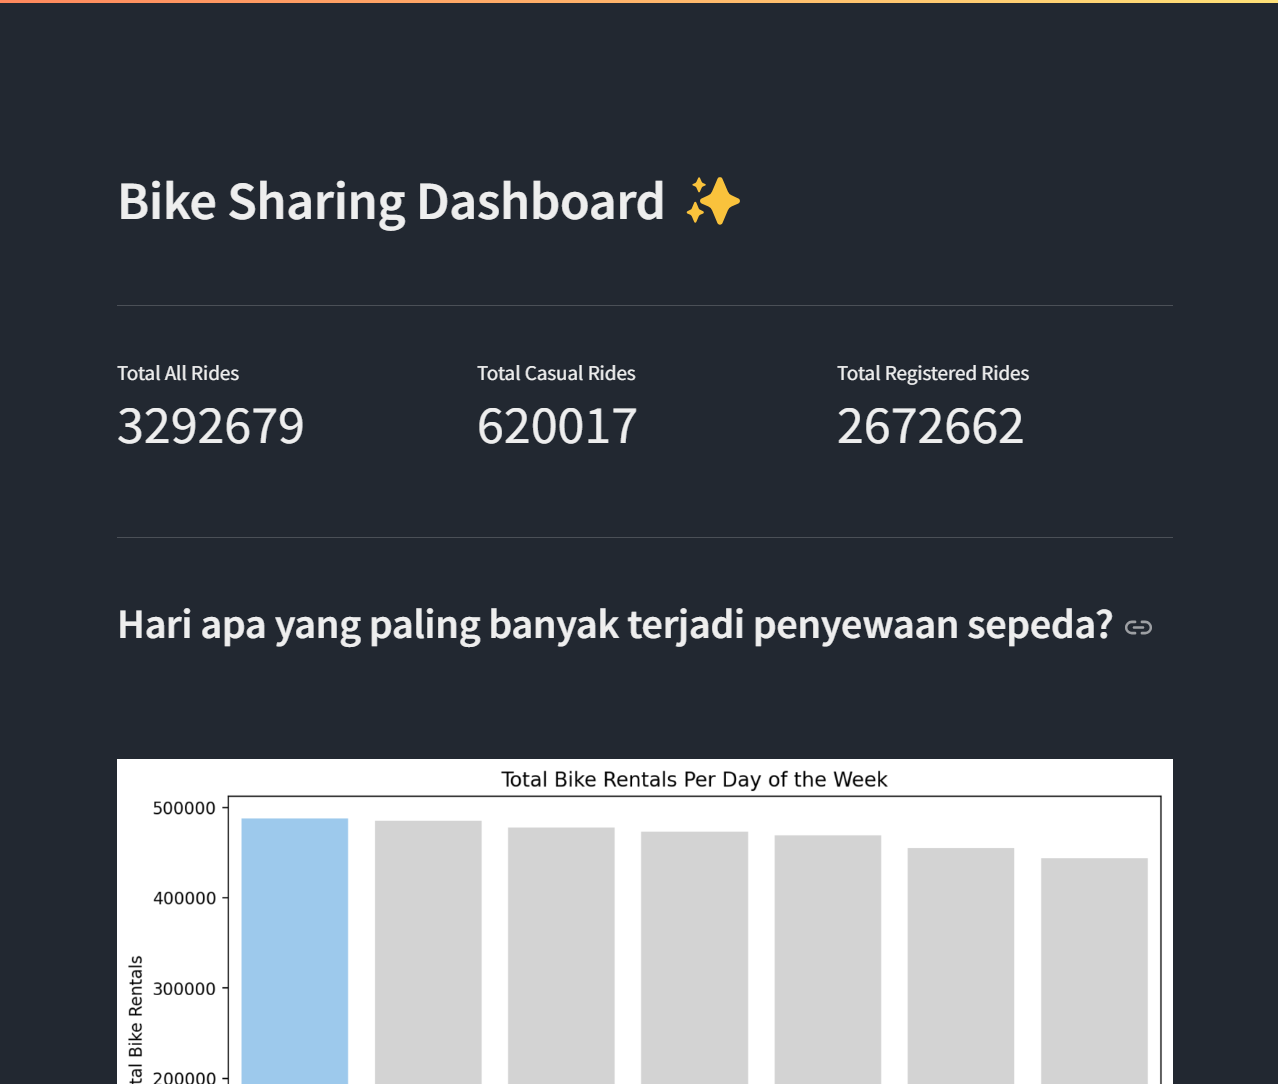 Bike Sharing Dashboard ✨
Total All Rides
3292679
Total Casual Rides
620017
Total Registered Rides
2672662
Hari apa yang paling banyak terjadi penyewaan sepeda?
Total Bike Rentals Per Day of the Week
500000
400000
300000
200000
tal Bike Rentals